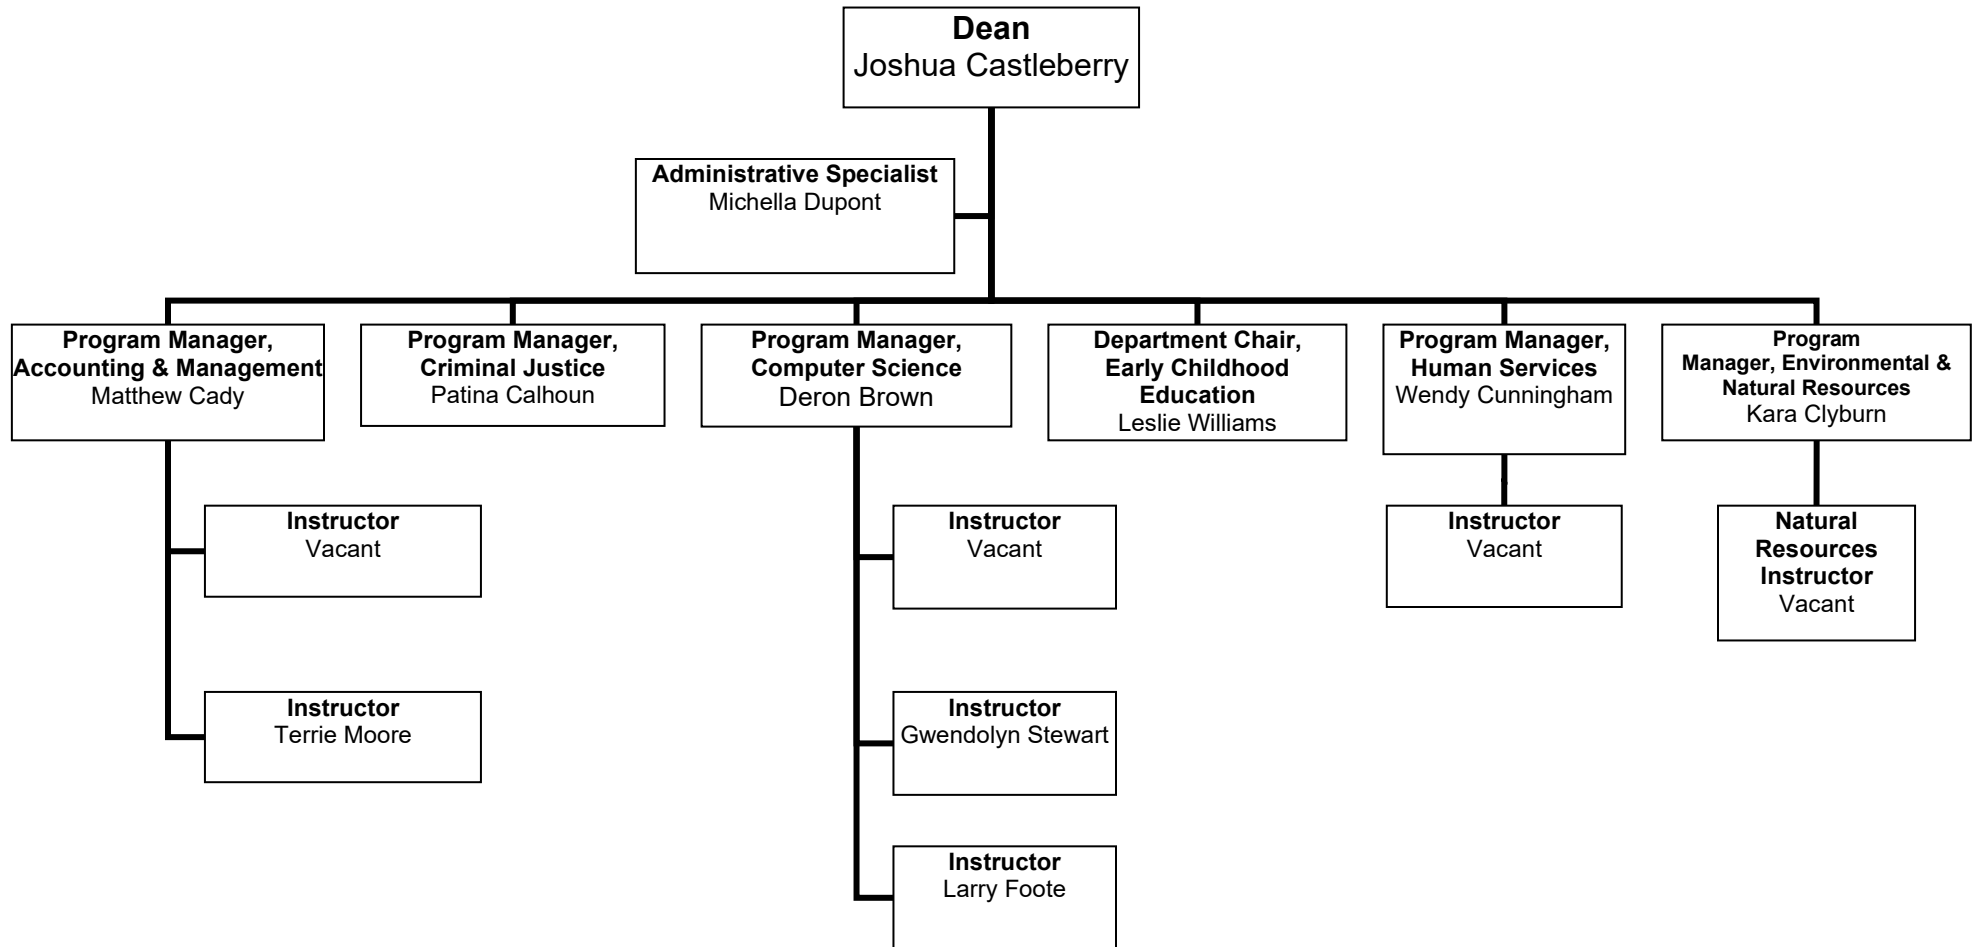 Dean
Joshua Castleberry
Administrative Specialist
Michella Dupont
Program Manager,
Accounting & Management
Matthew Cady
Program Manager,
Criminal Justice
Patina Calhoun
Program Manager,
Computer Science
Deron Brown
Department Chair,
Early Childhood
Education
Leslie Williams
Program Manager,
Human Services
Wendy Cunningham
Program
Manager, Environmental &
Natural Resources
Kara Clyburn
Instructor
Vacant
Instructor
Vacant
Instructor
Vacant
Natural
Resources
Instructor
Vacant
Instructor
Terrie Moore
Instructor
Gwendolyn Stewart
Instructor
Larry Foote